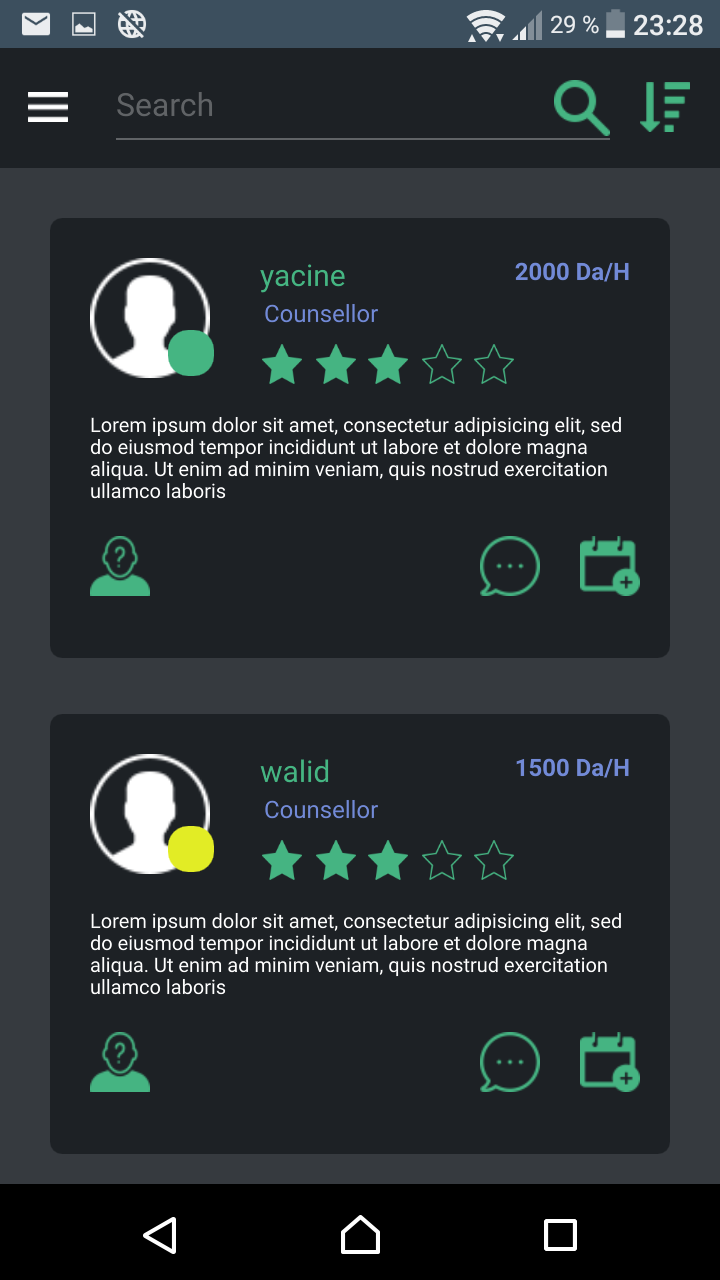 29 % 23:28
Search
yacine 2000 Da/H
Counsellor
Lorem ipsum dolor sit amet, consectetur adipisicing elit, sed
do eiusmod tempor incididunt ut labore et dolore magna
aliqua. Ut enim ad minim veniam, quis nostrud exercitation
ullamco laboris
?
walid 1500 Da/H
Counsellor
Lorem ipsum dolor sit amet, consectetur adipisicing elit, sed
do eiusmod tempor incididunt ut labore et dolore magna
aliqua. Ut enim ad minim veniam, quis nostrud exercitation
ullamco laboris
?